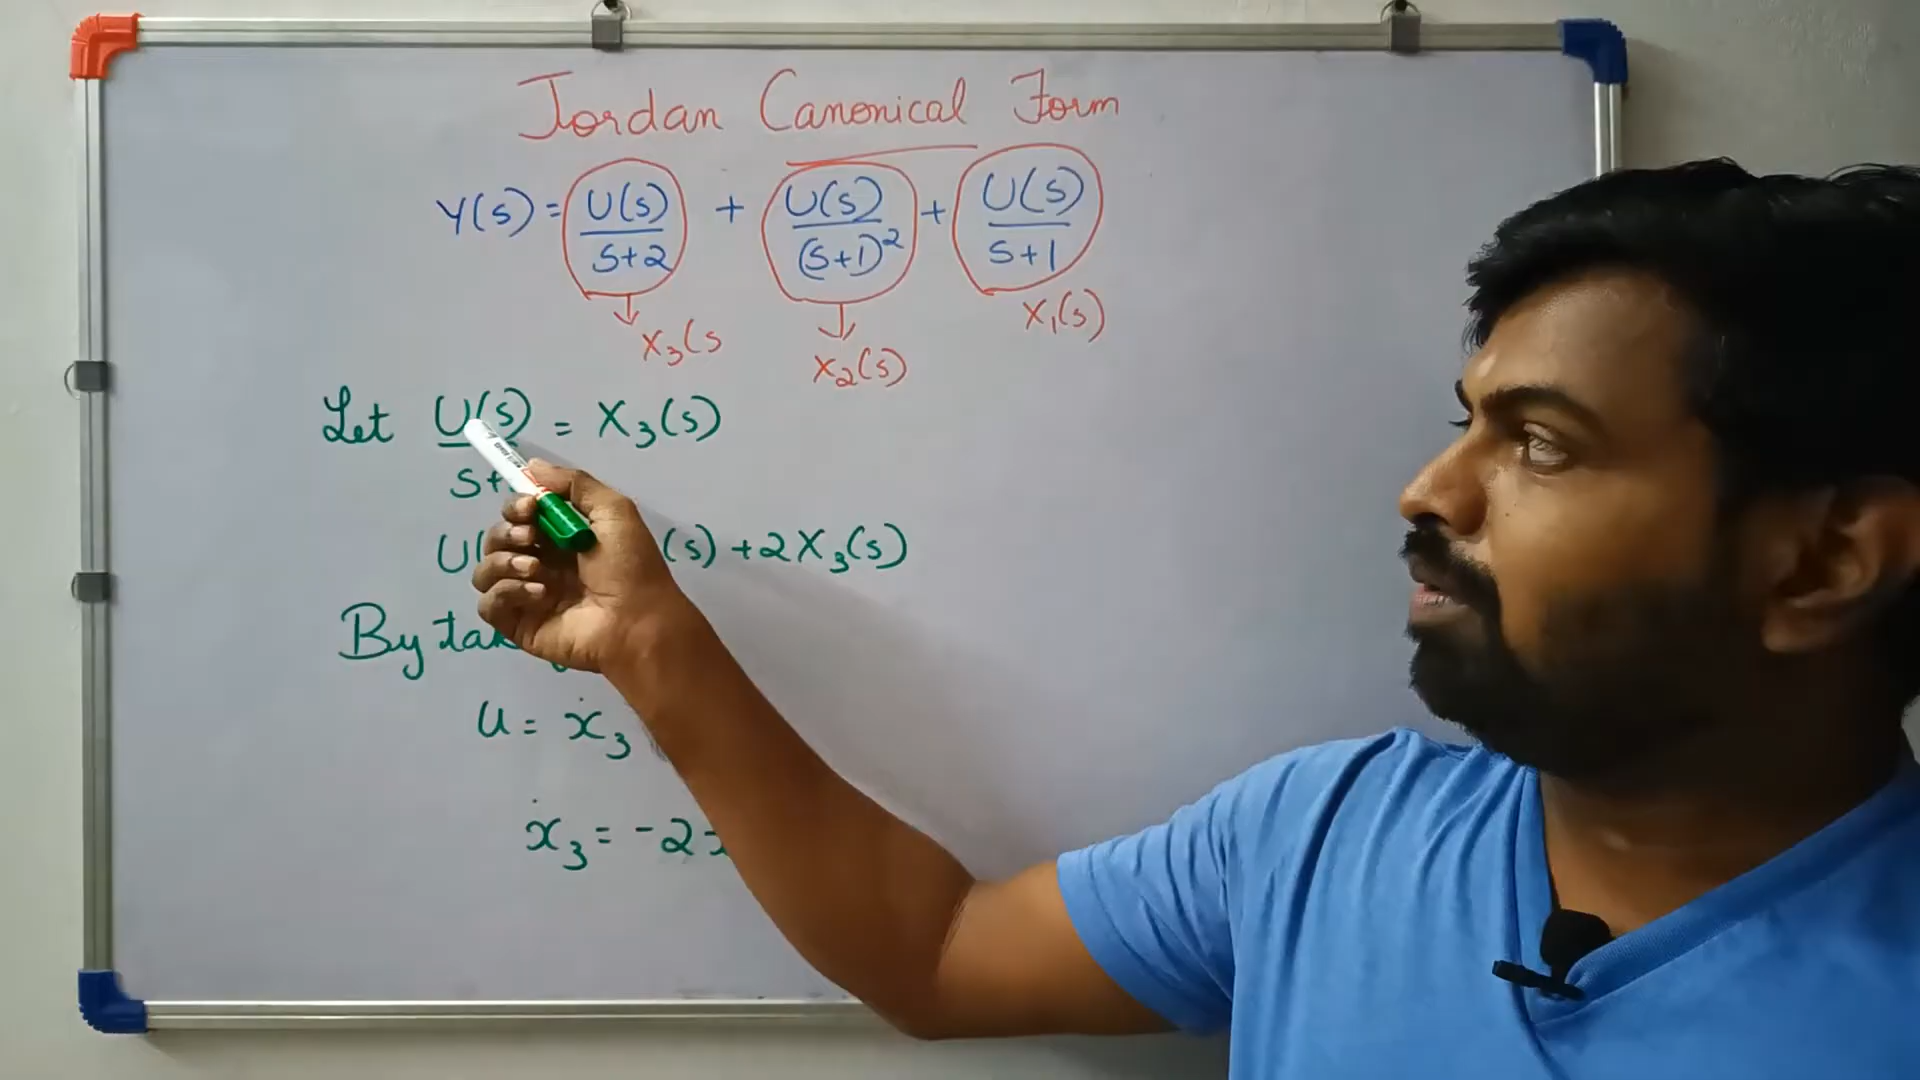 Jordan Canonical Form
Y(s) = U(s)/s+2 + U(s)/(s+1)² + U(s)/s+1
X₃(s X₂(s) X₁(s)
Let U(s)/s+ = X₃(s)
U( (s) + 2X₃(s)
By
u = ẋ₃
ẋ₃ = -2